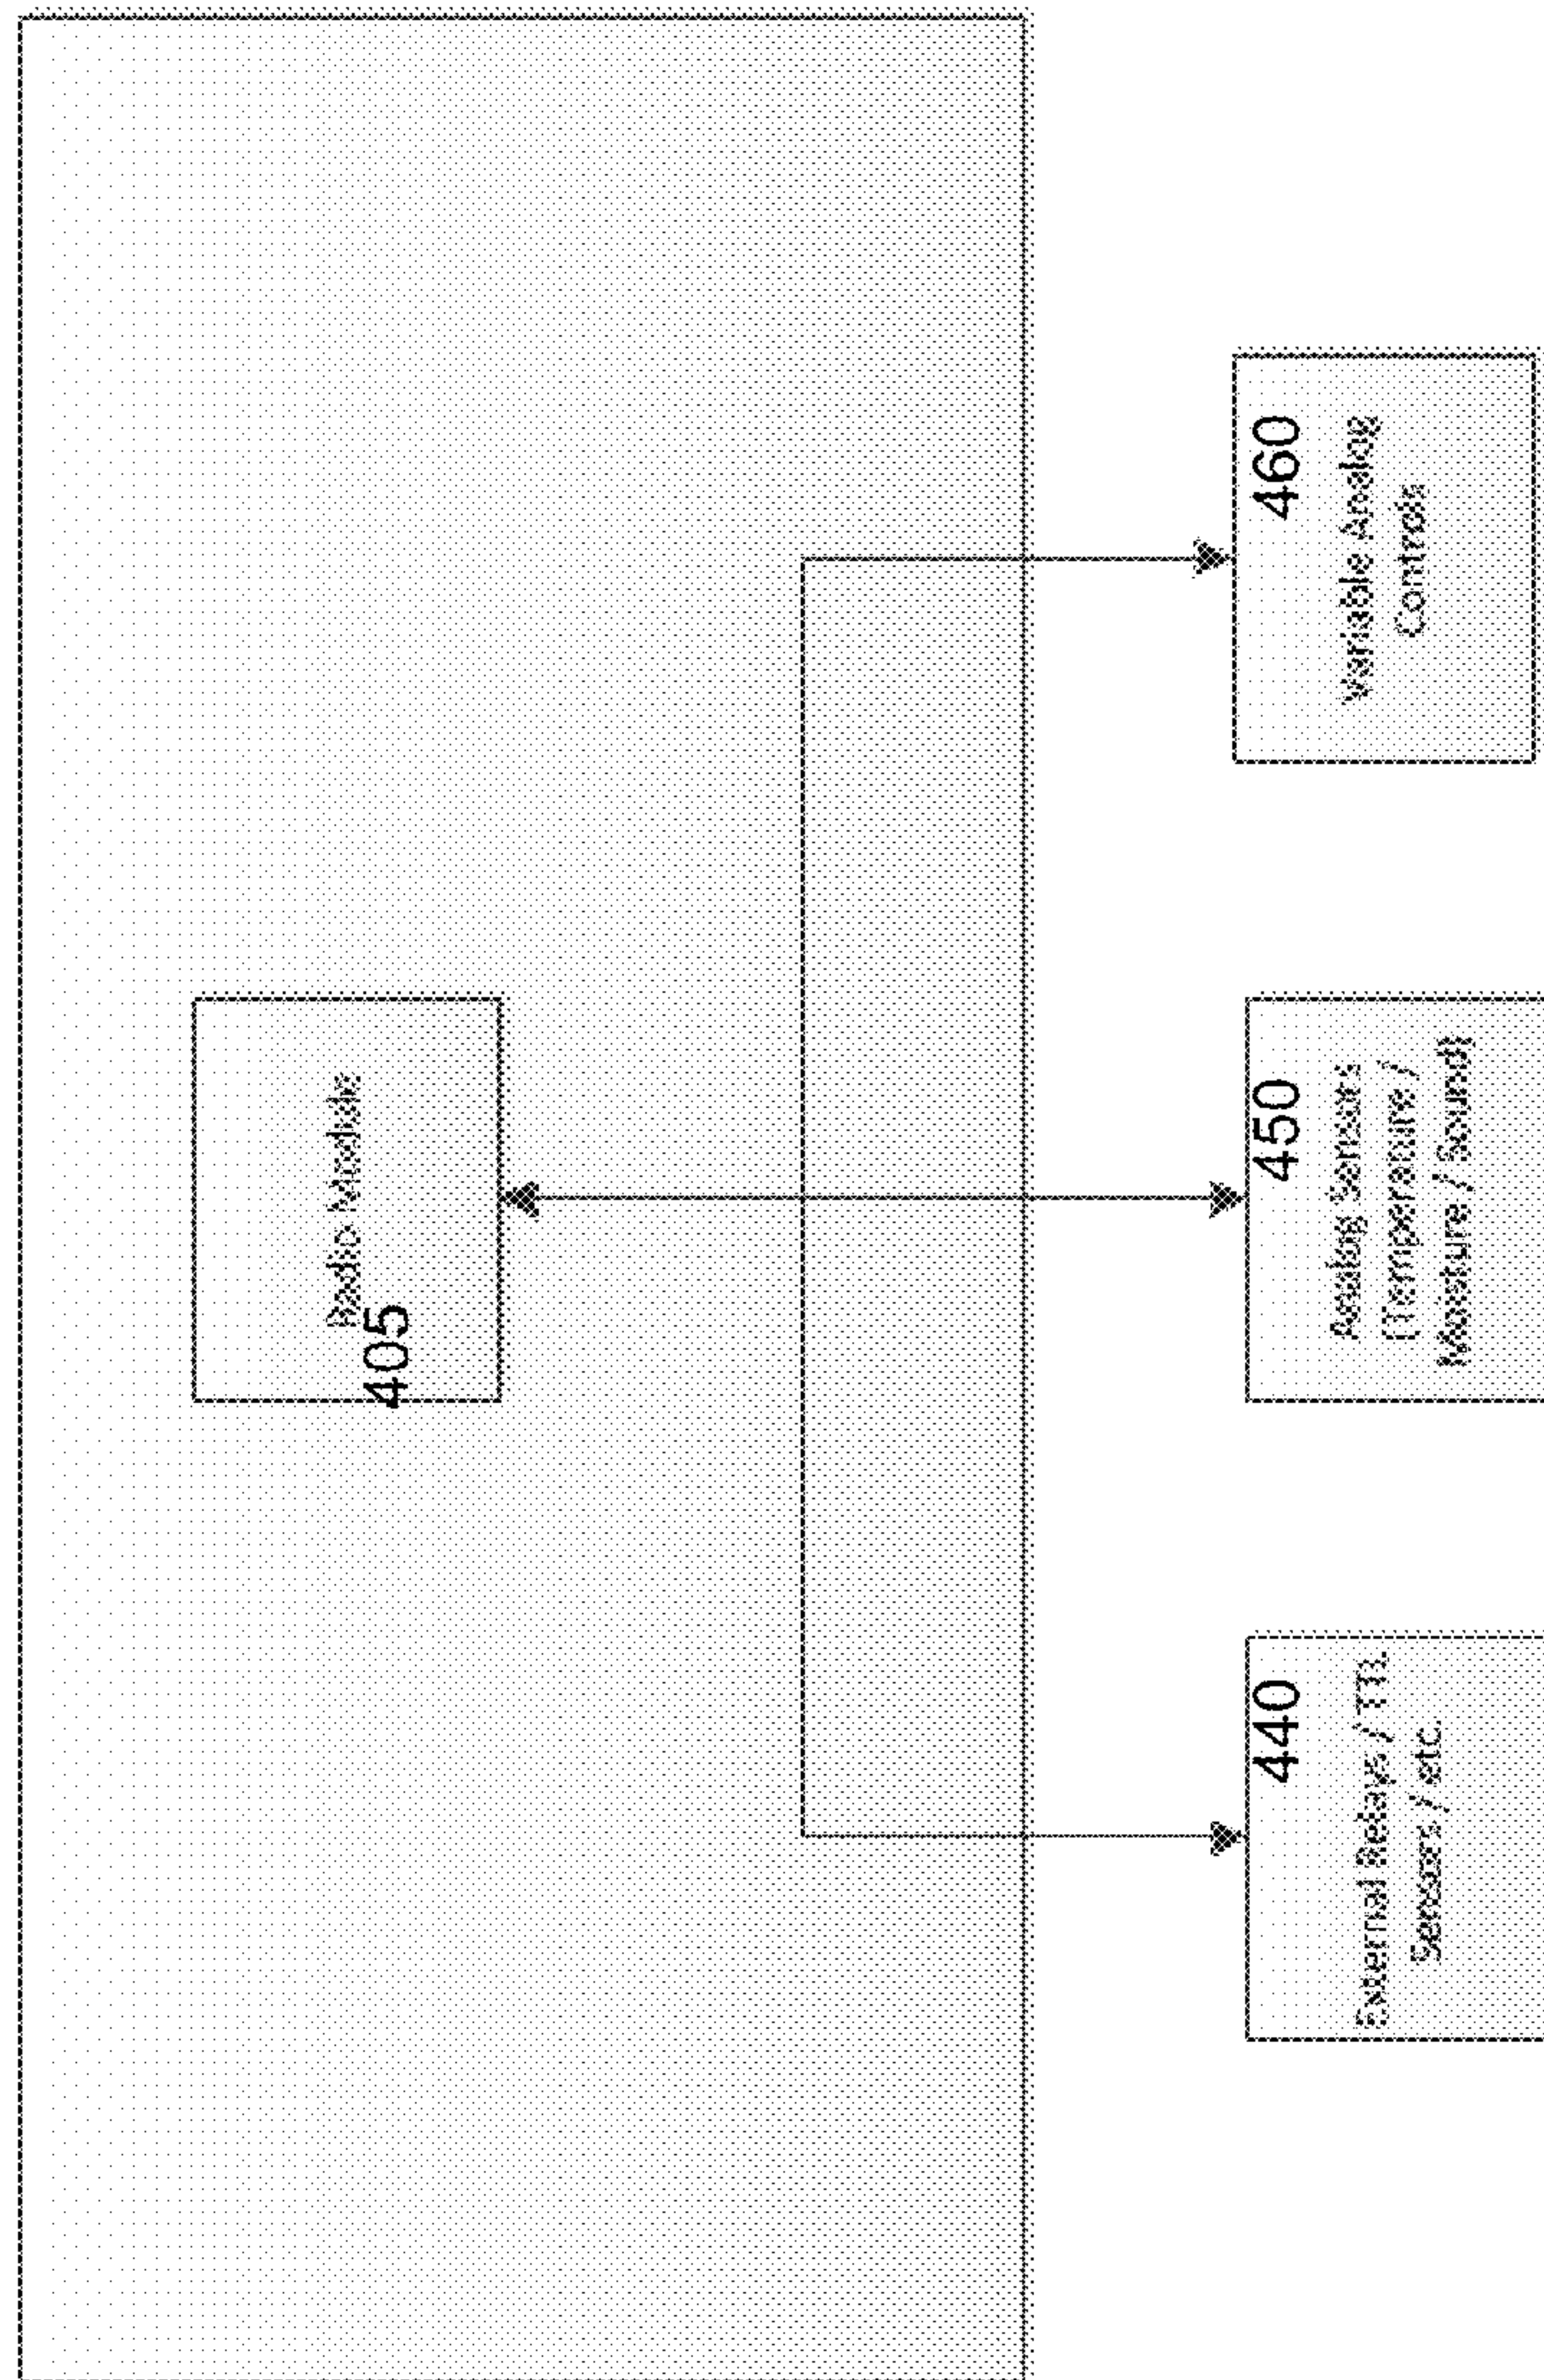 Radio Module
405
440
External Relays / TTL
Sensors / etc.
450
Analog Sensors
(Temperature /
Moisture / Sound)
460
Variable Analog
Controls